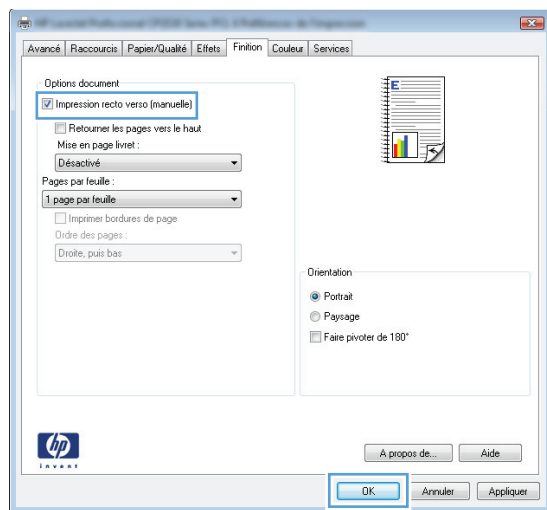 Avancé Raccourcis Papier/Qualité Effets Finition Couleur Services
Options document
Impression recto verso (manuelle)
Retourner les pages vers le haut
Mise en page livret :
Désactivé
Pages par feuille :
1 page par feuille
Imprimer bordures de page
Ordre des pages :
Droite, puis bas
E
Orientation
Portrait
Paysage
Faire pivoter de 180°
hp
invent
A propos de... Aide
OK Annuler Appliquer